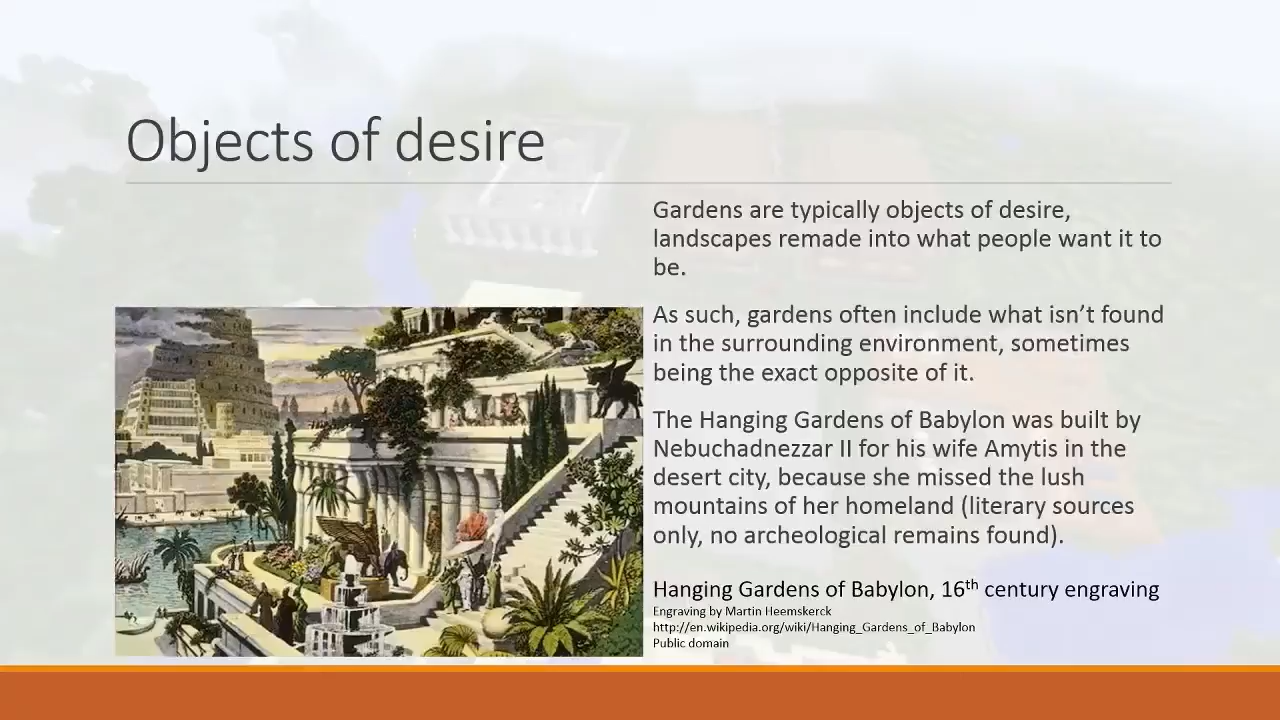 Objects of desire
Gardens are typically objects of desire,
landscapes remade into what people want it to
be.
As such, gardens often include what isn’t found
in the surrounding environment, sometimes
being the exact opposite of it.
The Hanging Gardens of Babylon was built by
Nebuchadnezzar II for his wife Amytis in the
desert city, because she missed the lush
mountains of her homeland (literary sources
only, no archeological remains found).
Hanging Gardens of Babylon, 16th century engraving
Engraving by Martin Heemskerck
http://en.wikipedia.org/wiki/Hanging_Gardens_of_Babylon
Public domain